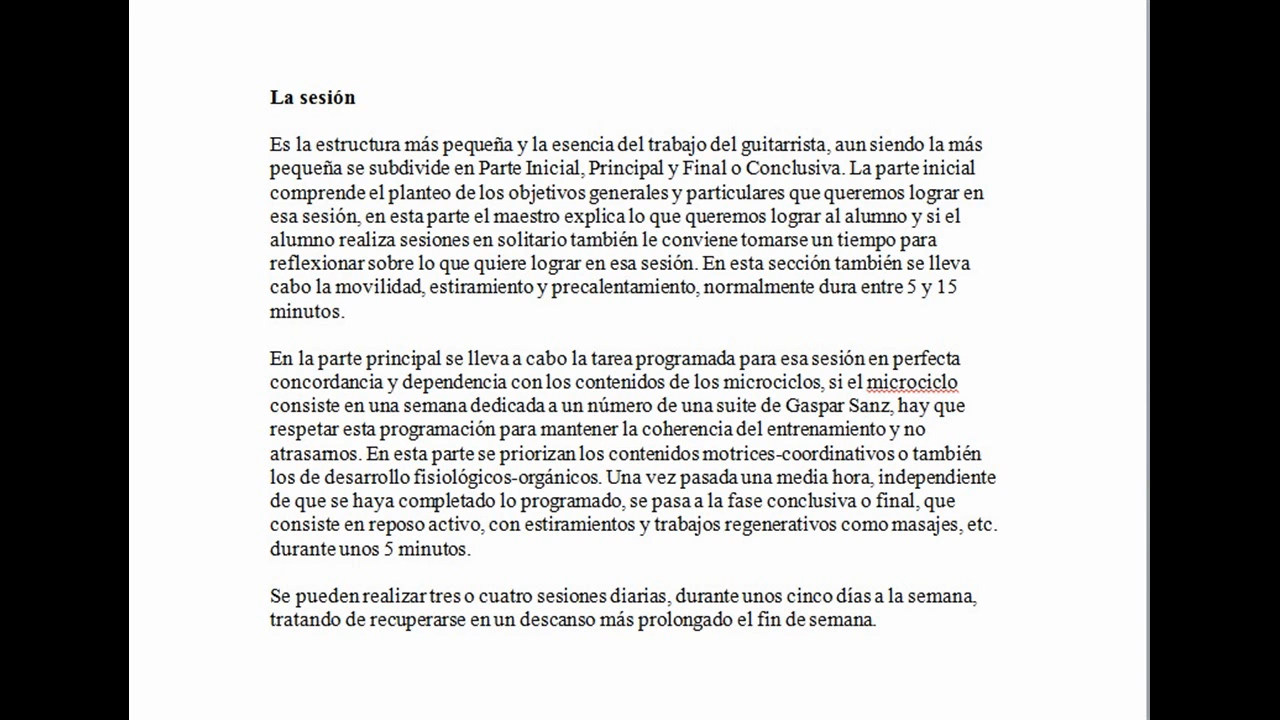 La sesión
Es la estructura más pequeña y la esencia del trabajo del guitarrista, aun siendo la más
pequeña se subdivide en Parte Inicial, Principal y Final o Conclusiva. La parte inicial
comprende el planteo de los objetivos generales y particulares que queremos lograr en
esa sesión, en esta parte el maestro explica lo que queremos lograr al alumno y si el
alumno realiza sesiones en solitario también le conviene tomarse un tiempo para
reflexionar sobre lo que quiere lograr en esa sesión. En esta sección también se lleva
cabo la movilidad, estiramiento y precalentamiento, normalmente dura entre 5 y 15
minutos.
En la parte principal se lleva a cabo la tarea programada para esa sesión en perfecta
concordancia y dependencia con los contenidos de los microciclos, si el microciclo
consiste en una semana dedicada a un número de una suite de Gaspar Sanz, hay que
respetar esta programación para mantener la coherencia del entrenamiento y no
atrasarnos. En esta parte se priorizan los contenidos motrices-coordinativos o también
los de desarrollo fisiológicos-orgánicos. Una vez pasada una media hora, independiente
de que se haya completado lo programado, se pasa a la fase conclusiva o final, que
consiste en reposo activo, con estiramientos y trabajos regenerativos como masajes, etc.
durante unos 5 minutos.
Se pueden realizar tres o cuatro sesiones diarias, durante unos cinco días a la semana,
tratando de recuperarse en un descanso más prolongado el fin de semana.